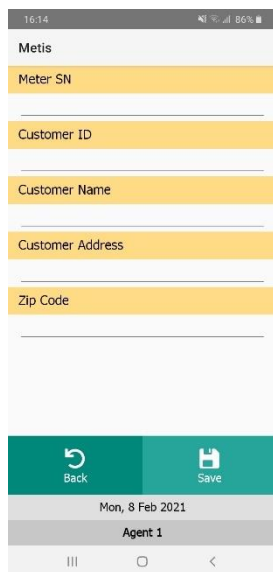 16:14
86%
Metis
Meter SN
Customer ID
Customer Name
Customer Address
Zip Code
Back
Save
Mon, 8 Feb 2021
Agent 1